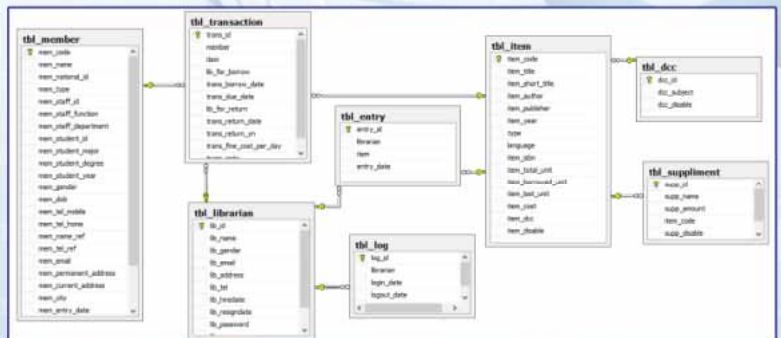 tbl_member
mem_code
mem_name
mem_national_id
mem_type
mem_staff_id
mem_staff_function
mem_staff_department
mem_student_id
mem_student_major
mem_student_degree
mem_student_year
mem_gender
mem_dob
mem_tel_mobile
mem_tel_home
mem_name_ref
mem_tel_ref
mem_email
mem_permanent_address
mem_current_address
mem_city
mem_entry_date
tbl_transaction
trans_id
member
item
lib_for_borrow
trans_borrow_date
trans_due_date
lib_for_return
trans_return_date
trans_return_on
trans_fine_cost_per_day
tbl_librarian
lib_id
lib_name
lib_gender
lib_email
lib_address
lib_tel
lib_hiredate
lib_resigndate
lib_password
tbl_entry
entry_id
librarian
item
entry_date
tbl_log
log_id
librarian
login_date
logout_date
tbl_item
item_code
item_title
item_short_title
item_author
item_publisher
item_year
type
language
item_isbn
item_total_unit
item_borrowed_unit
item_lost_unit
item_cost
item_dcc
item_disable
tbl_dcc
dcc_id
dcc_subject
dcc_disable
tbl_suppliment
supp_id
supp_name
supp_amount
item_code
supp_disable